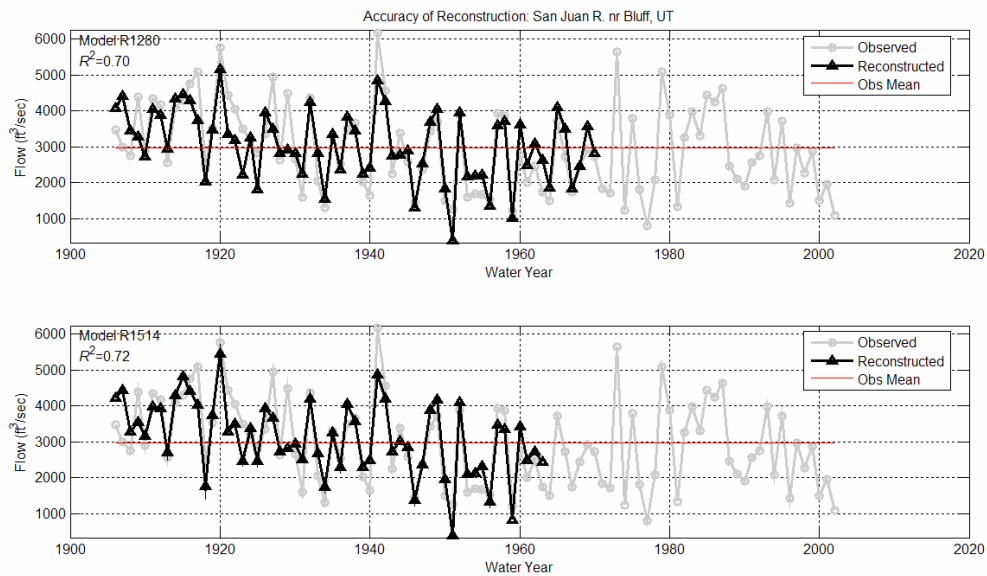 Accuracy of Reconstruction: San Juan R. nr Bluff, UT
Model R1280
R²=0.70
Observed
Reconstructed
Obs Mean
Flow (ft³/sec)
6000
5000
4000
3000
2000
1000
1900 1920 1940 1960 1980 2000 2020
Water Year
Model R1514
R²=0.72
Observed
Reconstructed
Obs Mean
Flow (ft³/sec)
6000
5000
4000
3000
2000
1000
1900 1920 1940 1960 1980 2000 2020
Water Year